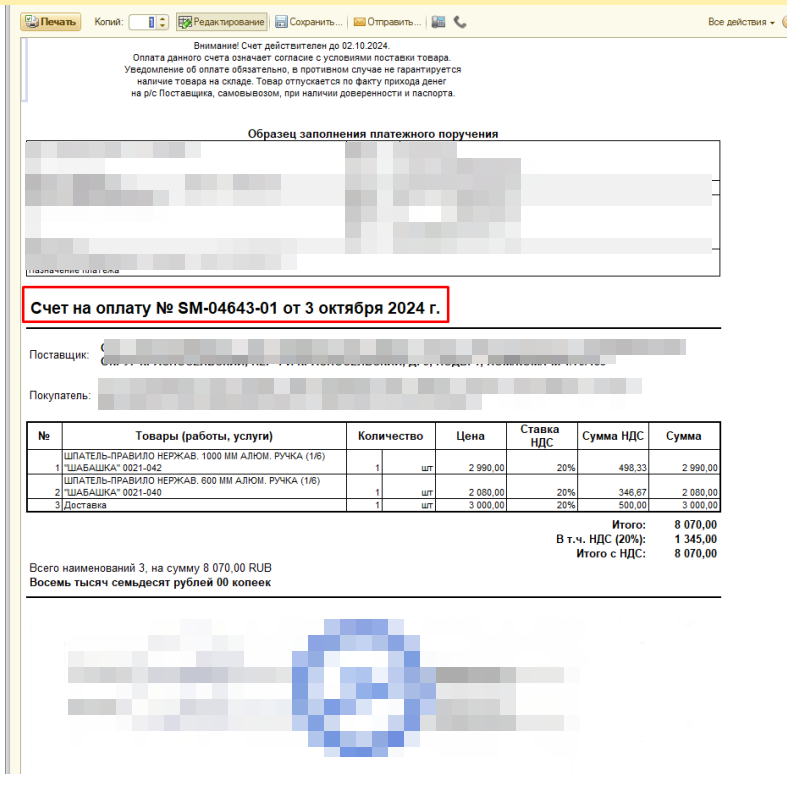 Печать Копий: 1 Редактирование Сохранить... Отправить... Все действия
Внимание! Счет действителен до 02.10.2024.
Оплата данного счета означает согласие с условиями поставки товара.
Уведомление об оплате обязательно, в противном случае не гарантируется
наличие товара на складе. Товар отпускается по факту прихода денег
на р/с Поставщика, самовывозом, при наличии доверенности и паспорта.
Образец заполнения платежного поручения
Назначение платежа
Счет на оплату № SM-04643-01 от 3 октября 2024 г.
Поставщик:
Покупатель:
№ Товары (работы, услуги) Количество Цена Ставка НДС Сумма НДС Сумма
ШПАТЕЛЬ-ПРАВИЛО НЕРЖАВ. 1000 ММ АЛЮМ. РУЧКА (1/6)
1 "ШАБАШКА" 0021-042 1 шт 2 990,00 20% 498,33 2 990,00
ШПАТЕЛЬ-ПРАВИЛО НЕРЖАВ. 600 ММ АЛЮМ. РУЧКА (1/6)
2 "ШАБАШКА" 0021-040 1 шт 2 080,00 20% 346,67 2 080,00
3 Доставка 1 шт 3 000,00 20% 500,00 3 000,00
Итого: 8 070,00
В т.ч. НДС (20%): 1 345,00
Итого с НДС: 8 070,00
Всего наименований 3, на сумму 8 070,00 RUB
Восемь тысяч семьдесят рублей 00 копеек